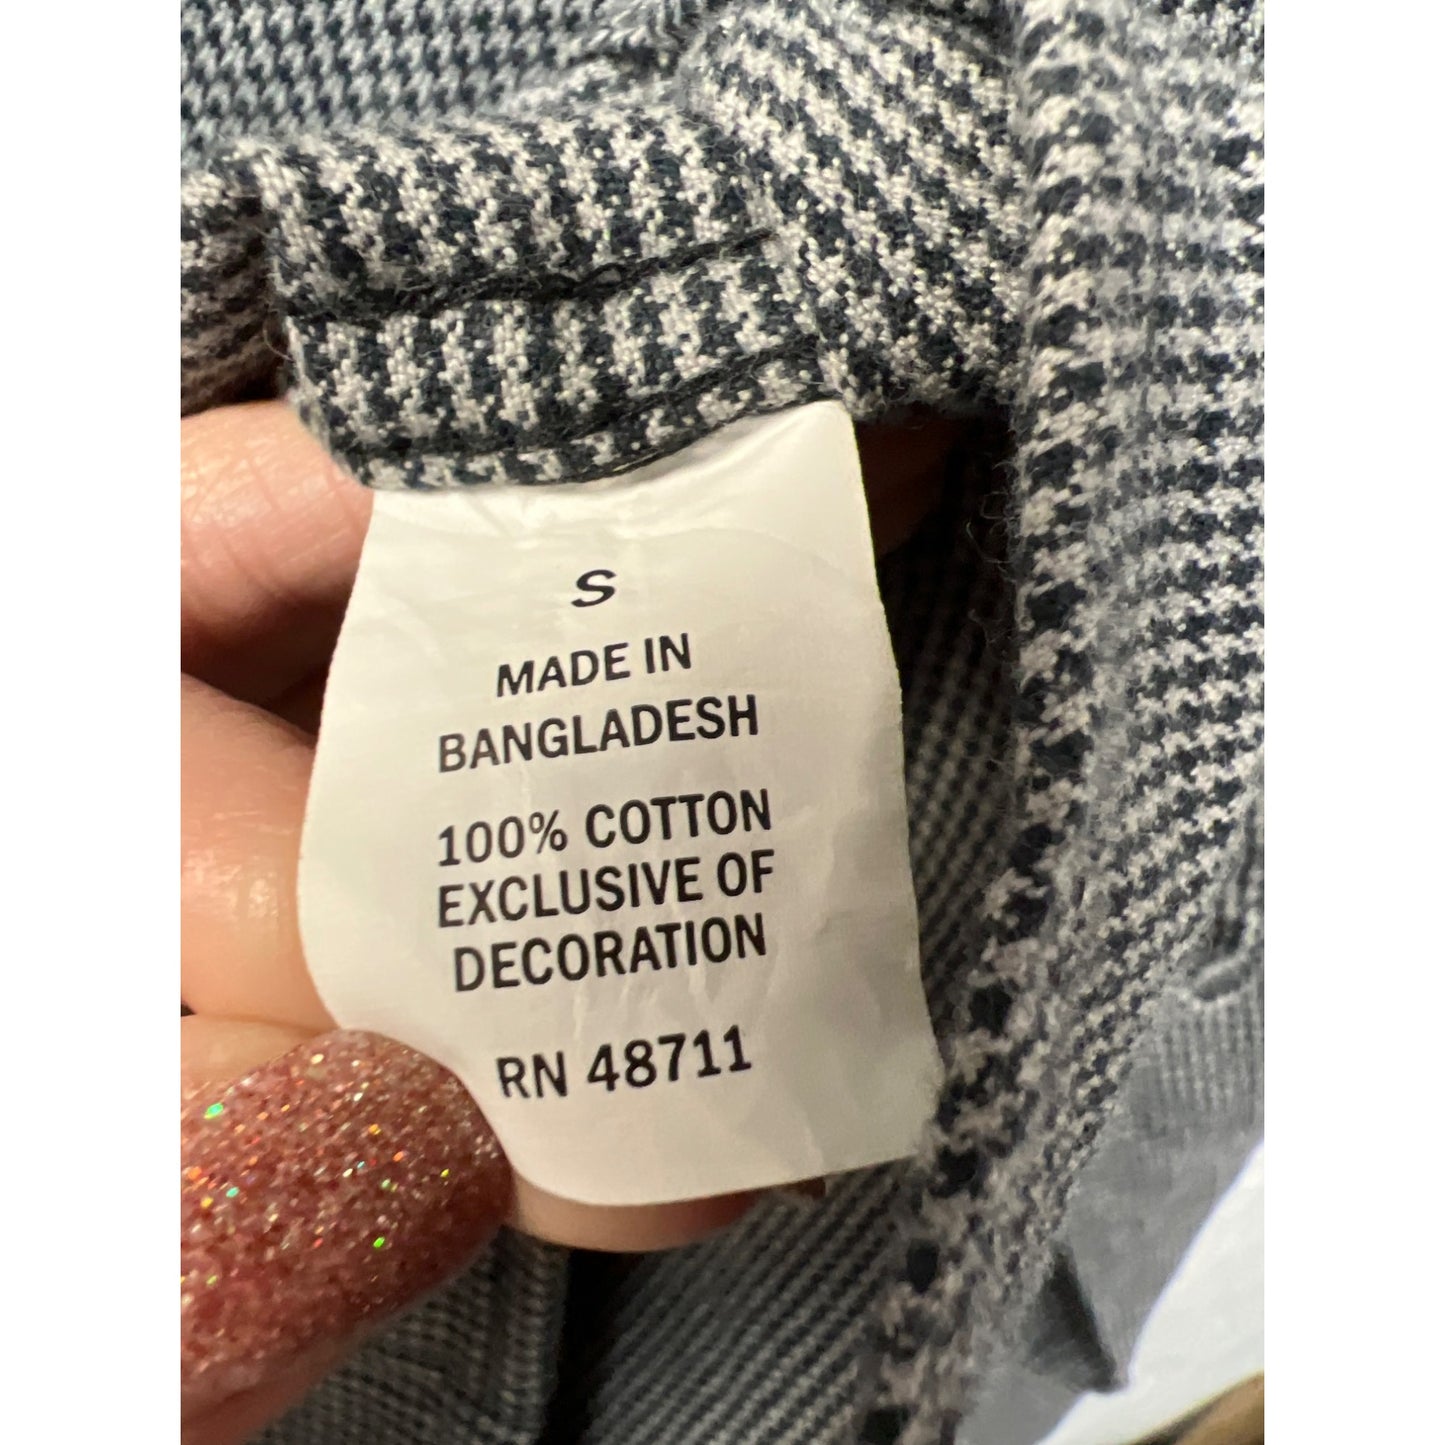 S
MADE IN
BANGLADESH
100% COTTON
EXCLUSIVE OF
DECORATION
RN 48711